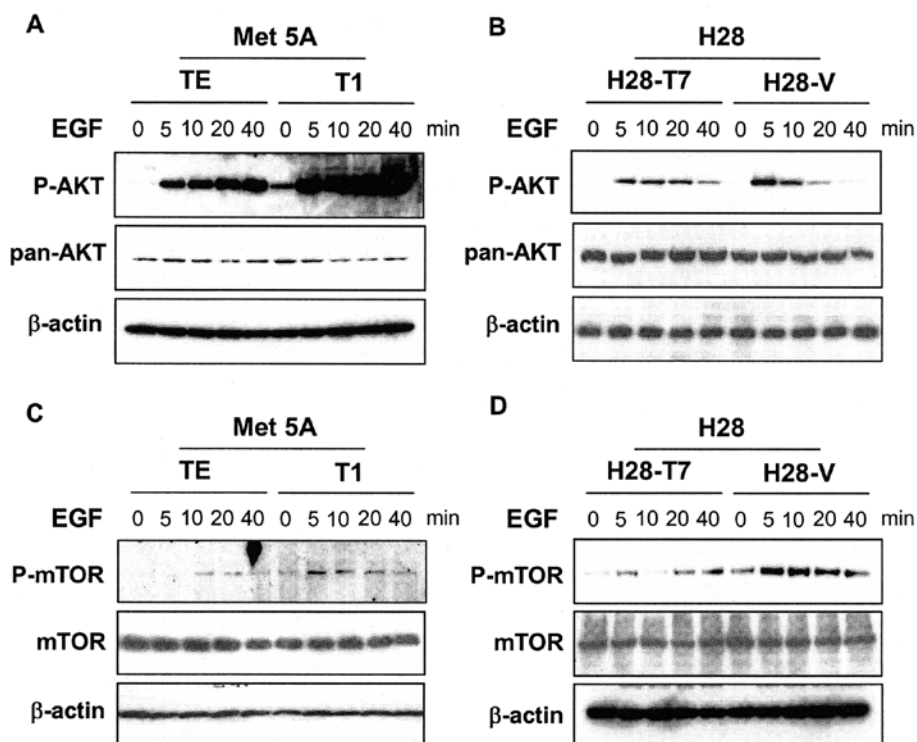 A
Met 5A
TE T1
EGF 0 5 10 20 40 0 5 10 20 40 min
P-AKT
pan-AKT
β-actin
B
H28
H28-T7 H28-V
EGF 0 5 10 20 40 0 5 10 20 40 min
P-AKT
pan-AKT
β-actin
C
Met 5A
TE T1
EGF 0 5 10 20 40 0 5 10 20 40 min
P-mTOR
mTOR
β-actin
D
H28
H28-T7 H28-V
EGF 0 5 10 20 40 0 5 10 20 40 min
P-mTOR
mTOR
β-actin